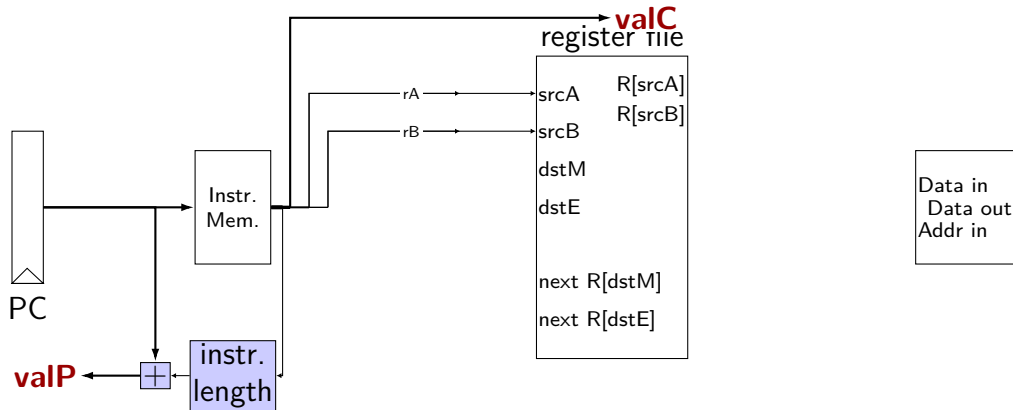 valC
register file
srcA
R[srcA]
rA
R[srcB]
rB
srcB
dstM
dstE
Instr.
Mem.
Data in
Data out
Addr in
next R[dstM]
next R[dstE]
PC
instr.
length
+
valP